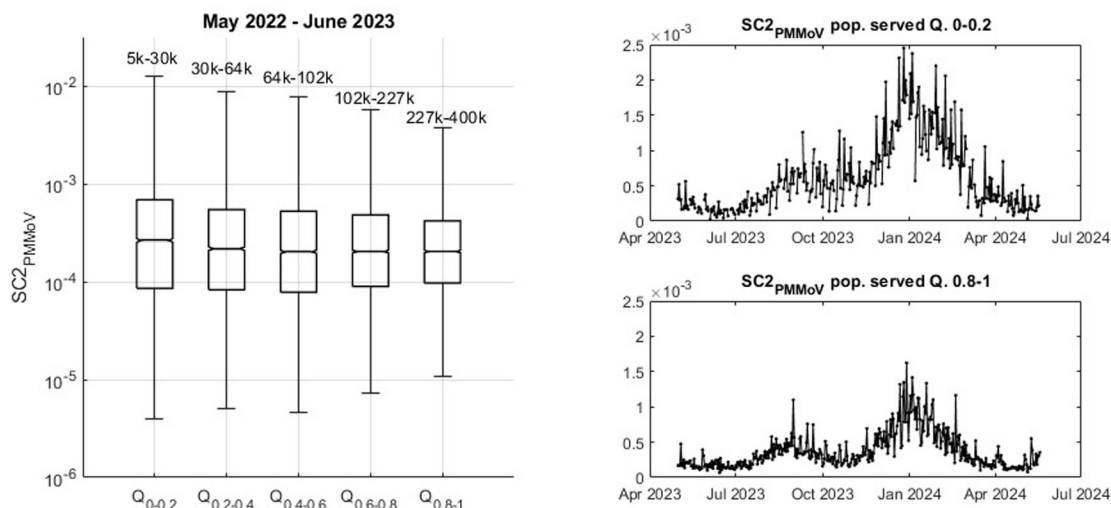 May 2022 - June 2023
SC2PMMoV
10-2
10-3
10-4
10-5
10-6
5k-30k
30k-64k
64k-102k
102k-227k
227k-400k
Q0-0.2 Q0.2-0.4 Q0.4-0.6 Q0.6-0.8 Q0.8-1
SC2PMMoV pop. served Q. 0-0.2
×10-3
2.5
2
1.5
1
0.5
0
Apr 2023 Jul 2023 Oct 2023 Jan 2024 Apr 2024 Jul 2024
SC2PMMoV pop. served Q. 0.8-1
×10-3
2.5
2
1.5
1
0.5
0
Apr 2023 Jul 2023 Oct 2023 Jan 2024 Apr 2024 Jul 2024